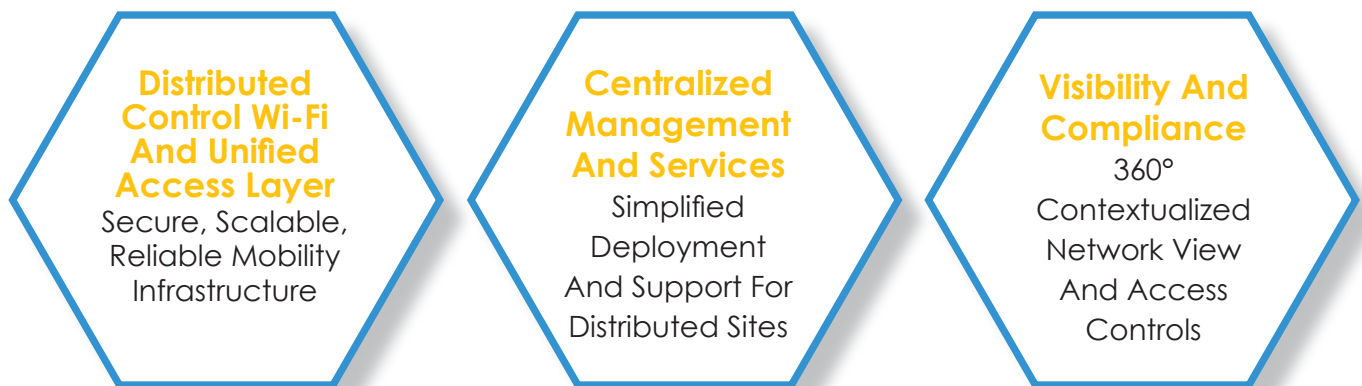 Distributed
Control Wi-Fi
And Unified
Access Layer
Secure, Scalable,
Reliable Mobility
Infrastructure
Centralized
Management
And Services
Simplified
Deployment
And Support For
Distributed Sites
Visibility And
Compliance
360°
Contextualized
Network View
And Access
Controls